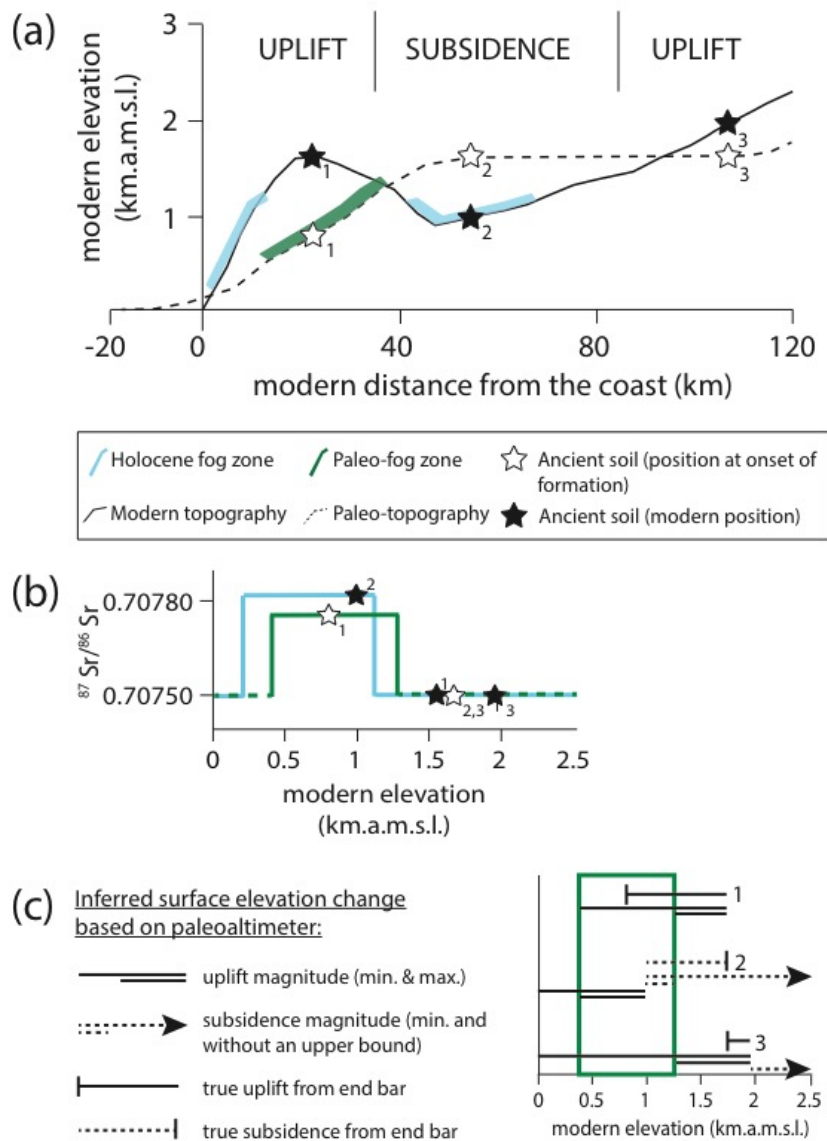 (a)
3
2
1
modern elevation
(km.a.m.s.l.)
UPLIFT
SUBSIDENCE
UPLIFT
1
2
3
1
2
3
-20
0
40
80
120
modern distance from the coast (km)
Holocene fog zone
Paleo-fog zone
Ancient soil (position at onset of
formation)
Modern topography
Paleo-topography
Ancient soil (modern position)
(b)
0.70780
0.70750
⁸⁷Sr/⁸⁶Sr
2
1
1
2,3
3
0
0.5
1
1.5
2
2.5
modern elevation
(km.a.m.s.l.)
(c)
Inferred surface elevation change
based on paleoaltimeter:
uplift magnitude (min. & max.)
subsidence magnitude (min. and
without an upper bound)
true uplift from end bar
true subsidence from end bar
1
2
3
0
0.5
1
1.5
2
2.5
modern elevation (km.a.m.s.l.)